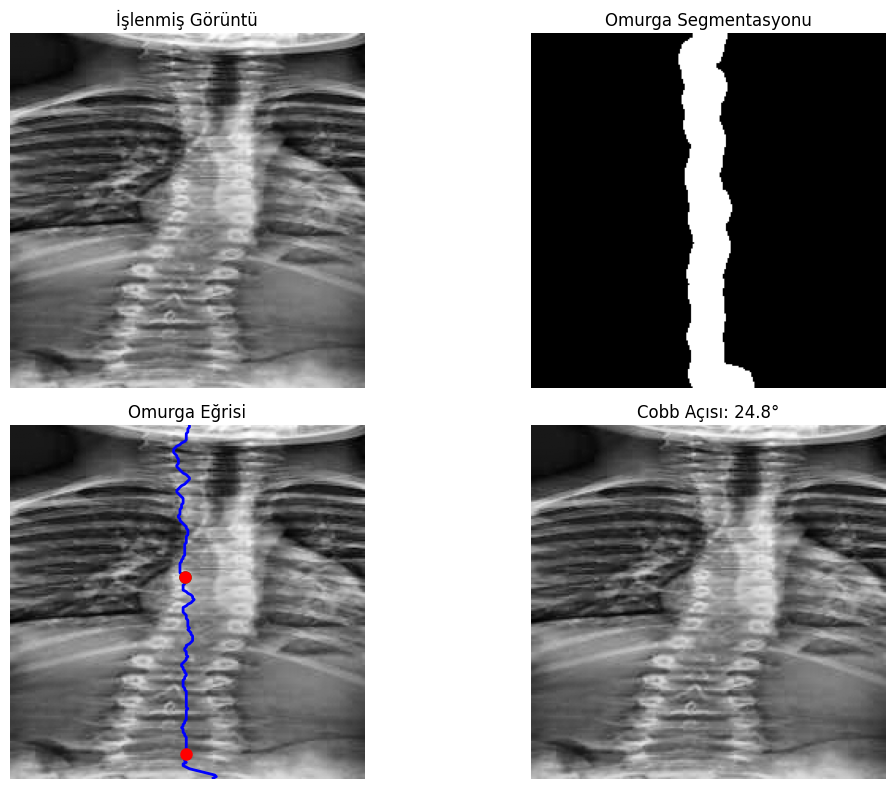 İşlenmiş Görüntü
Omurga Segmentasyonu
Omurga Eğrisi
Cobb Açısı: 24.8°